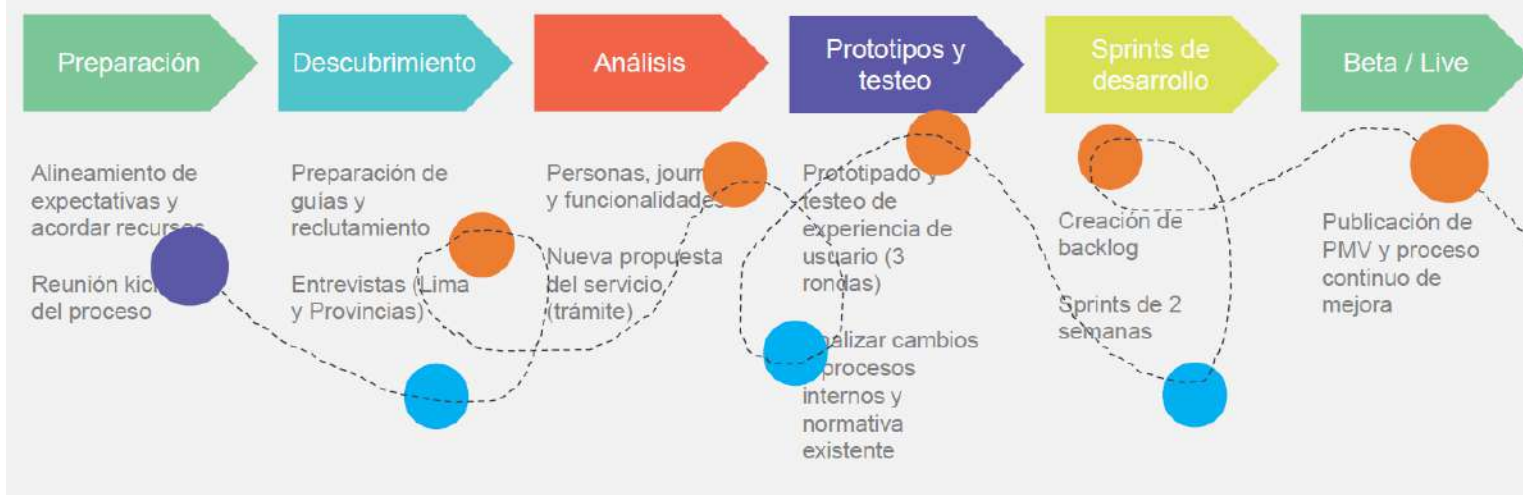 Preparación
Descubrimiento
Análisis
Prototipos y
testeo
Sprints de
desarrollo
Beta / Live
Alineamiento de
expectativas y
acordar recursos
Reunión
del proceso
Preparación de
guías y
reclutamiento
Entrevistas (Lima
y Provincias)
Personas,
y funcionalidades
Nueva propuesta
del servicio
(trámite)
Prototipado y
testeo de
experiencia de
usuario (3
rondas)
cambios
procesos
internos y
normativa
existente
Creación de
backlog
Sprints de 2
semanas
Publicación de
PMV y proceso
continuo de
mejora